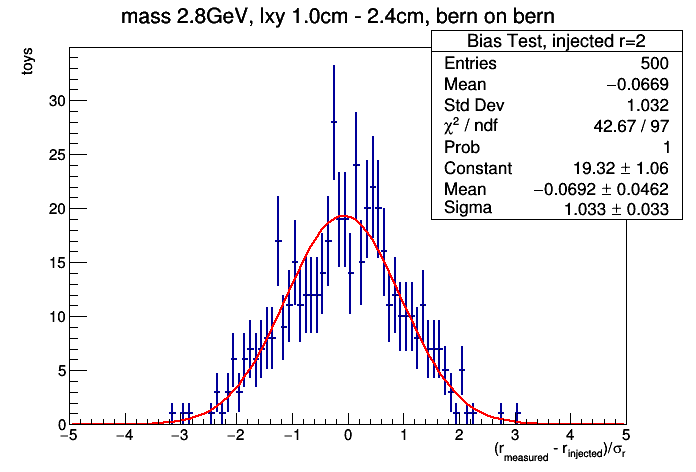 mass 2.8GeV, lxy 1.0cm - 2.4cm, bern on bern
Bias Test, injected r=2
Entries 500
Mean −0.0669
Std Dev 1.032
χ² / ndf 42.67 / 97
Prob 1
Constant 19.32 ± 1.06
Mean −0.0692 ± 0.0462
Sigma 1.033 ± 0.033
toys
30
25
20
15
10
5
0
−5 −4 −3 −2 −1 0 1 2 3 4 5
(r_measured - r_injected)/σ_r